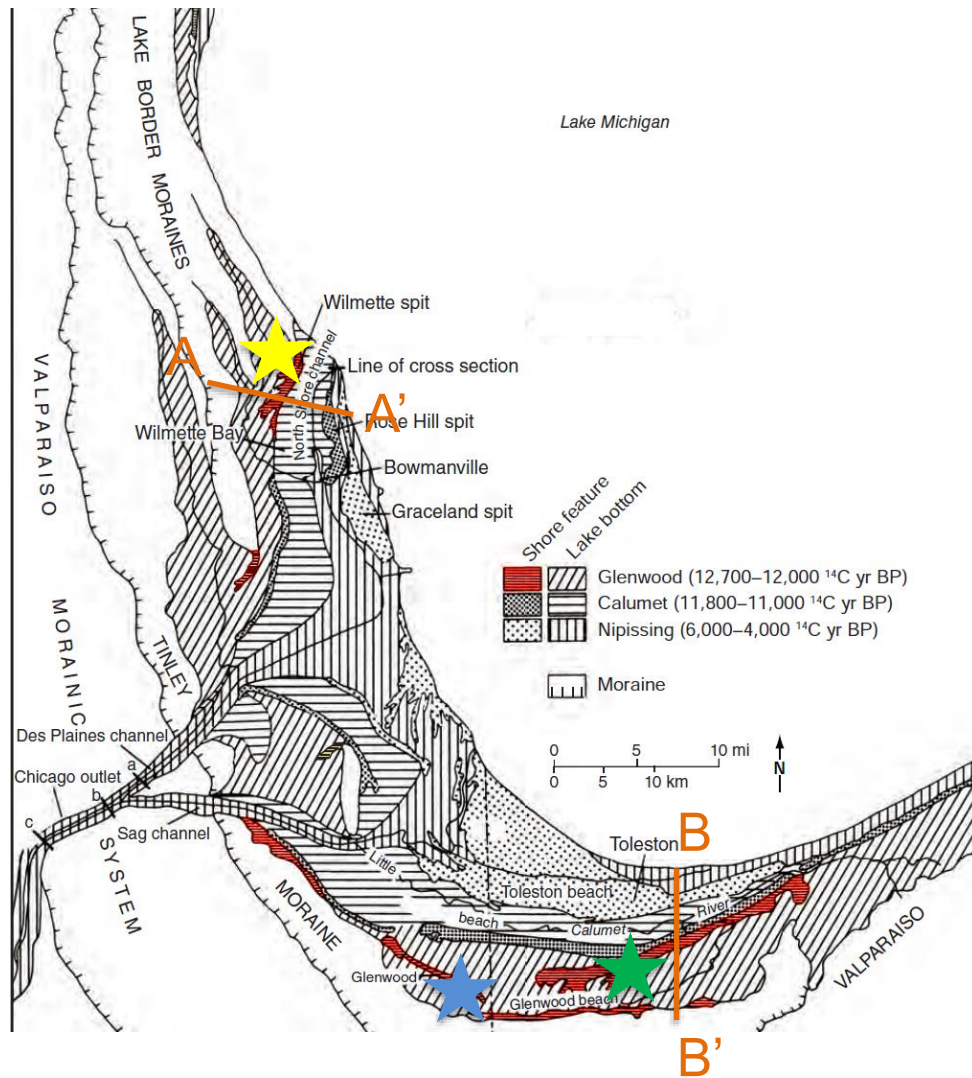 LAKE BORDER MORAINES
Lake Michigan
Wilmette spit
North Shore channel
Line of cross section
A
A'
Rose Hill spit
Wilmette Bay
Bowmanville
Graceland spit
VALPARAISO
MORAINIC
SYSTEM
TINLEY
MORAINE
Shore feature
Lake bottom
Glenwood (12,700–12,000 14C yr BP)
Calumet (11,800–11,000 14C yr BP)
Nipissing (6,000–4,000 14C yr BP)
Moraine
0 5 10 mi
0 5 10 km
N
Des Plaines channel
a
Chicago outlet
b
c
Sag channel
Little
Calumet
River
Toleston
Toleston beach
beach
B
Glenwood
Glenwood beach
VALPARAISO
B'